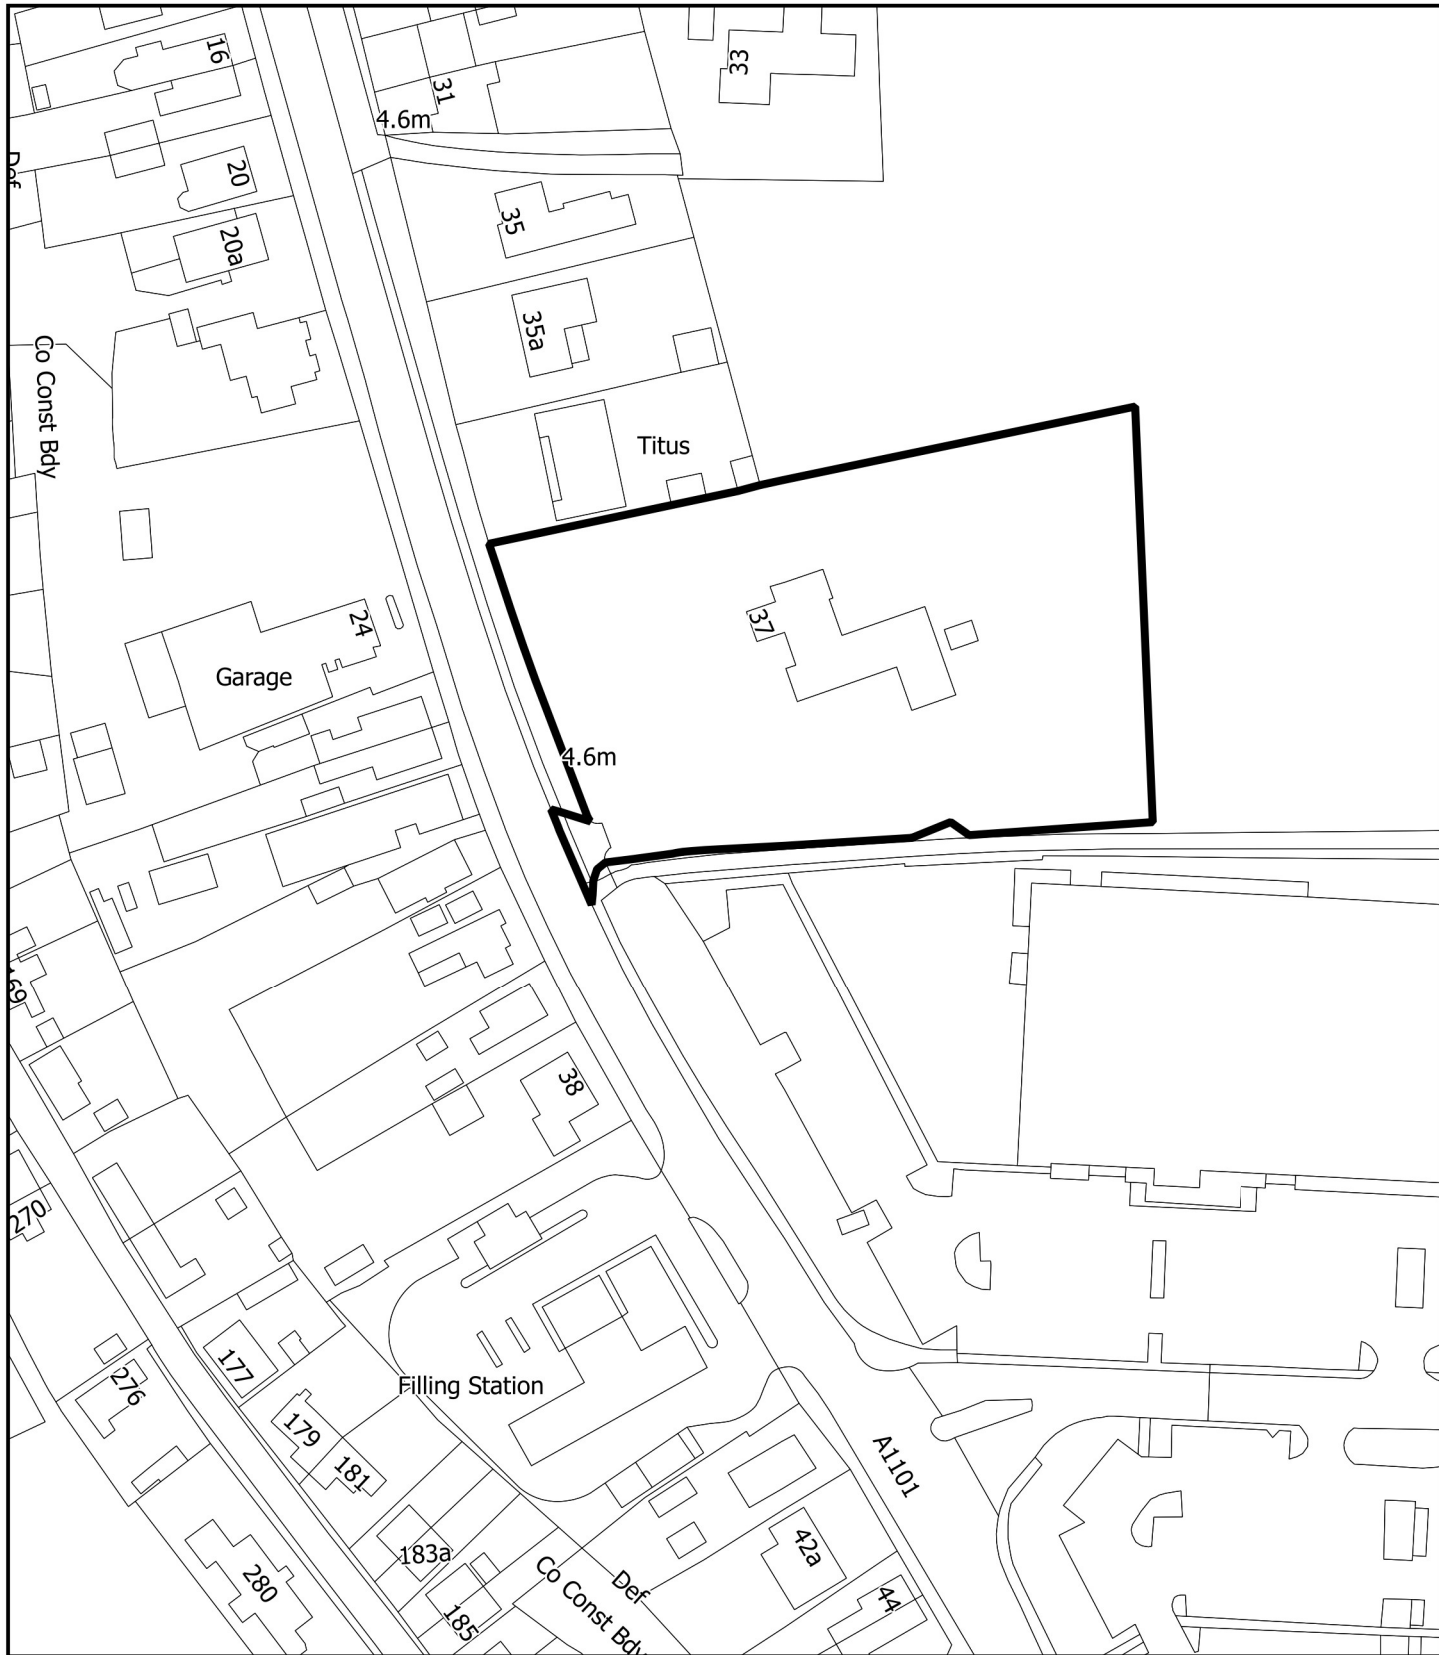 16
31
33
4.6m
Def
20
35
20a
35a
Co Const Bdy
Titus
24
37
Garage
4.6m
169
38
270
177
276
Filling Station
179
181
A1101
183a
42a
280
Def
Co Const Bdy
44
185